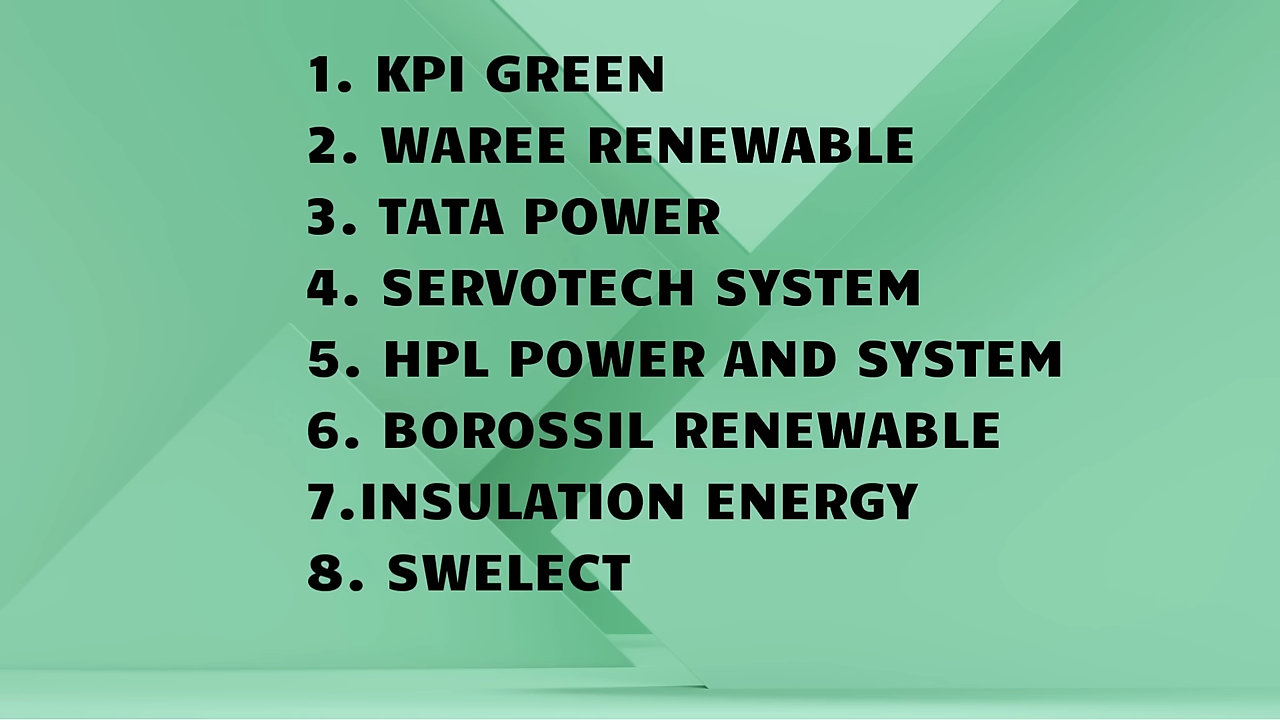 1. KPI GREEN
2. WAREE RENEWABLE
3. TATA POWER
4. SERVOTECH SYSTEM
5. HPL POWER AND SYSTEM
6. BOROSSIL RENEWABLE
7.INSULATION ENERGY
8. SWELECT